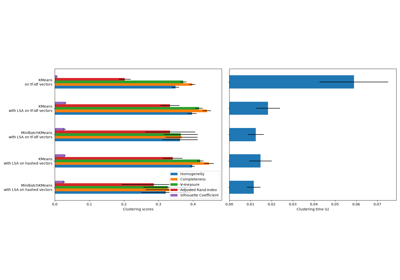 KMeans
on tf-idf vectors
KMeans
with LSA on tf-idf vectors
MiniBatchKMeans
with LSA on tf-idf vectors
KMeans
with LSA on hashed vectors
MiniBatchKMeans
with LSA on hashed vectors
Homogeneity
Completeness
V-measure
Adjusted Rand-Index
Silhouette Coefficient
0.0 0.1 0.2 0.3 0.4
Clustering scores
0.00 0.01 0.02 0.03 0.04 0.05 0.06 0.07
Clustering time (s)